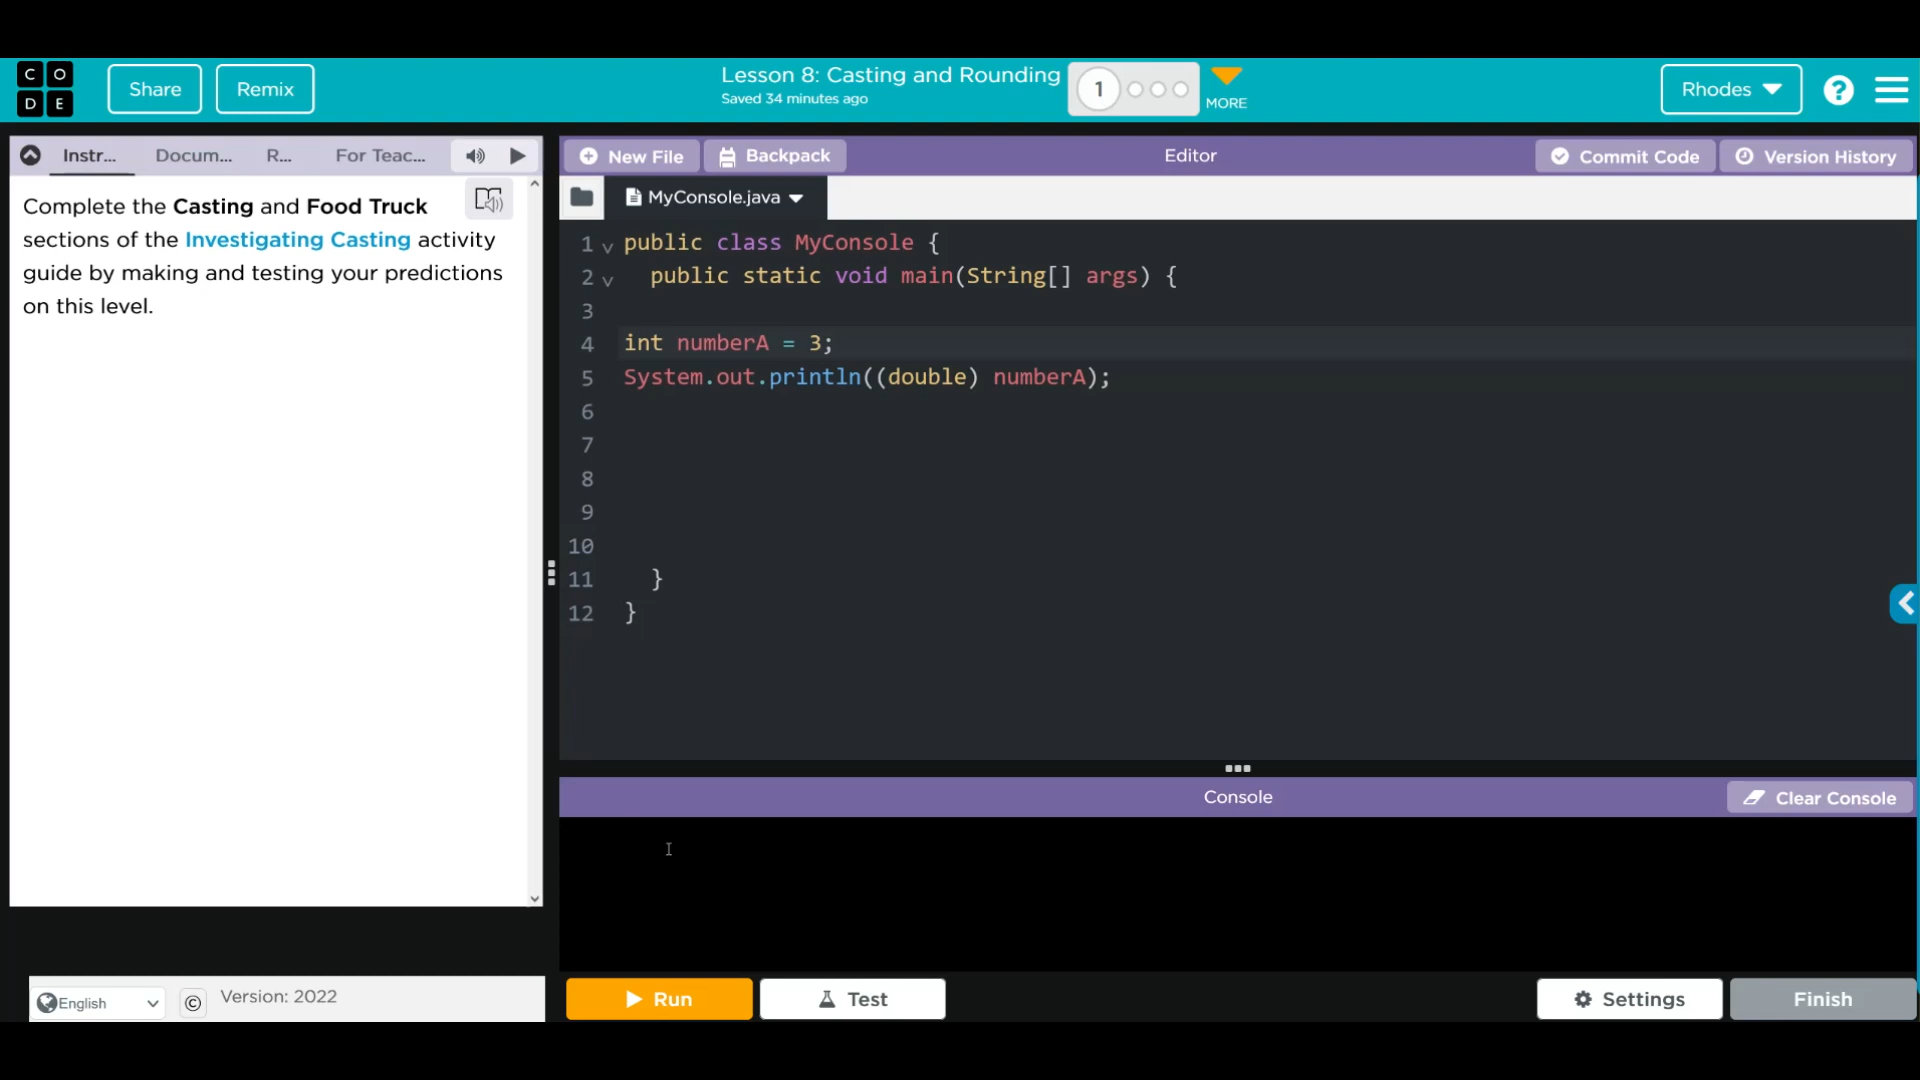 C O
D E
Share
Remix
Lesson 8: Casting and Rounding
Saved 34 minutes ago
1
MORE
Rhodes
?
Instr...
Docum...
R...
For Teac...
Complete the Casting and Food Truck
sections of the Investigating Casting activity
guide by making and testing your predictions
on this level.
New File
Backpack
Editor
Commit Code
Version History
MyConsole.java
1 public class MyConsole {
2 public static void main(String[] args) {
3
4 int numberA = 3;
5 System.out.println((double) numberA);
6
7
8
9
10
11 }
12 }
Console
Clear Console
English
©
Version: 2022
Run
Test
Settings
Finish